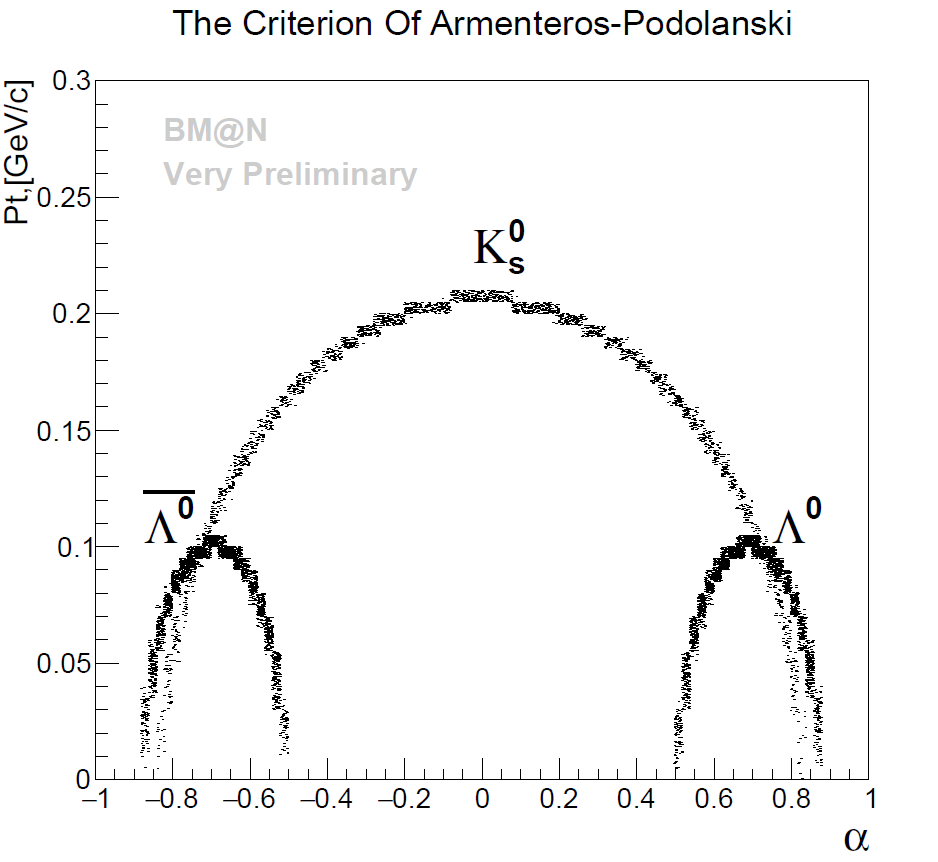 The Criterion Of Armenteros-Podolanski
Pt,[GeV/c]
0.3
0.25
0.2
0.15
0.1
0.05
0
BM@N
Very Preliminary
K⁰ₛ
Λ̅⁰
Λ⁰
−1 −0.8 −0.6 −0.4 −0.2 0 0.2 0.4 0.6 0.8 1
α